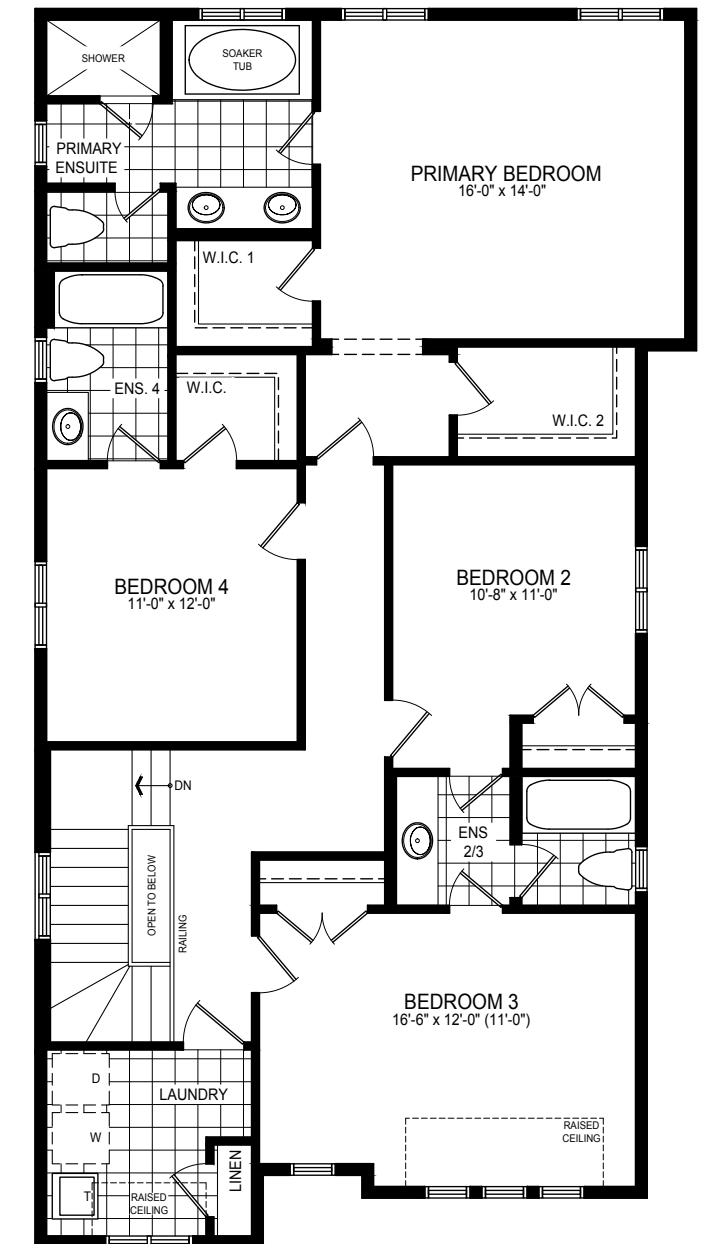 SHOWER
SOAKER
TUB
PRIMARY
ENSUITE
PRIMARY BEDROOM
16'-0" x 14'-0"
W.I.C. 1
ENS. 4
W.I.C.
W.I.C. 2
BEDROOM 4
11'-0" x 12'-0"
BEDROOM 2
10'-8" x 11'-0"
DN
OPEN TO BELOW
RAILING
ENS
2/3
BEDROOM 3
16'-6" x 12'-0" (11'-0")
D
LAUNDRY
W
RAISED
CEILING
LINEN
T
RAISED
CEILING